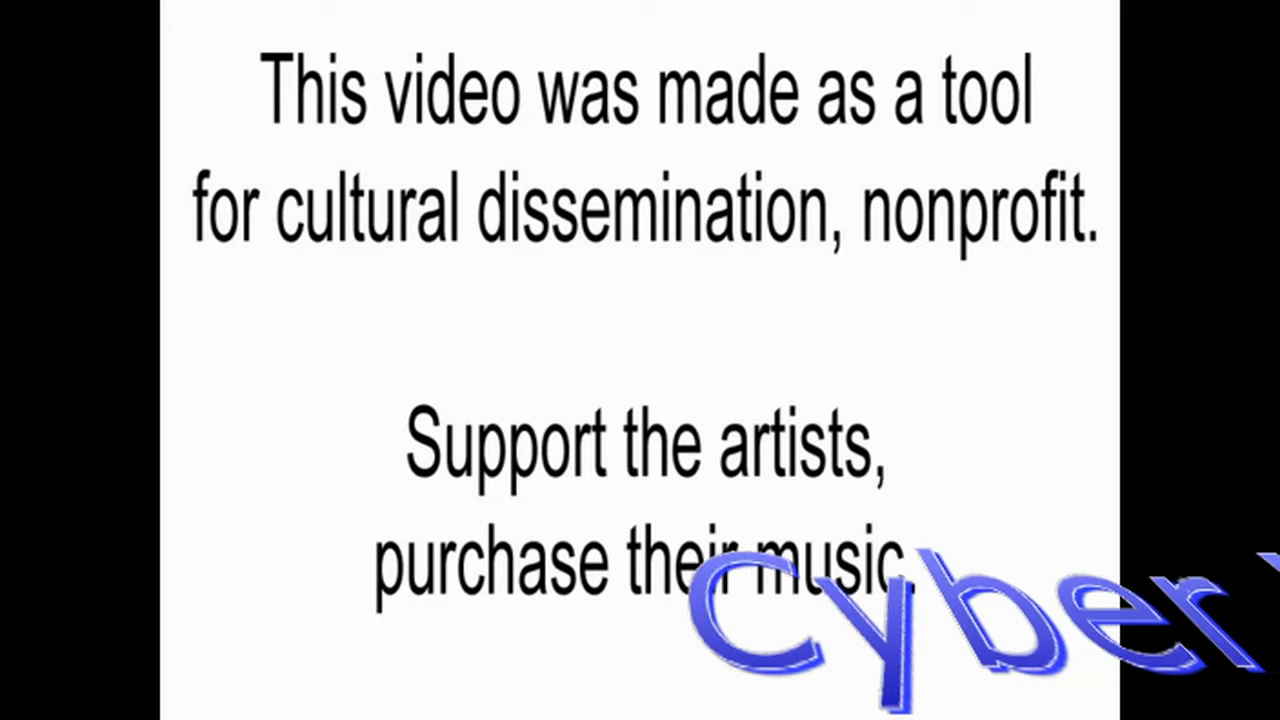 This video was made as a tool
for cultural dissemination, nonprofit.
Support the artists,
purchase their music.
Cyber